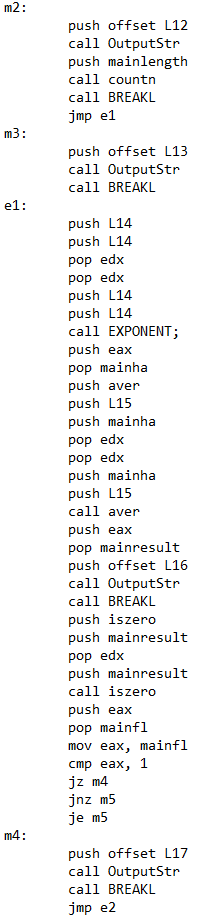 m2:
push offset L12
call OutputStr
push mainlength
call countn
call BREAKL
jmp e1
m3:
push offset L13
call OutputStr
call BREAKL
e1:
push L14
push L14
pop edx
pop edx
push L14
push L14
call EXPONENT;
push eax
pop mainha
push aver
push L15
push mainha
pop edx
pop edx
push mainha
push L15
call aver
push eax
pop mainresult
push offset L16
call OutputStr
call BREAKL
push iszero
push mainresult
pop edx
push mainresult
call iszero
push eax
pop mainfl
mov eax, mainfl
cmp eax, 1
jz m4
jnz m5
je m5
m4:
push offset L17
call OutputStr
call BREAKL
jmp e2